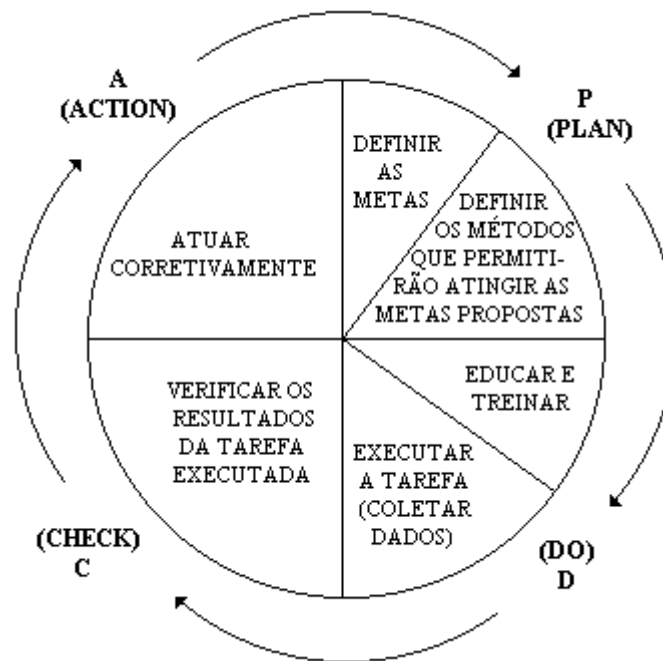 A
(ACTION)
P
(PLAN)
DEFINIR
AS
METAS
DEFINIR
OS MÉTODOS
QUE PERMITI-
RÃO ATINGIR AS
METAS PROPOSTAS
ATUAR
CORRETIVAMENTE
EDUCAR E
TREINAR
VERIFICAR OS
RESULTADOS
DA TAREFA
EXECUTADA
EXECUTAR
A TAREFA
(COLETAR
DADOS)
(CHECK)
C
(DO)
D